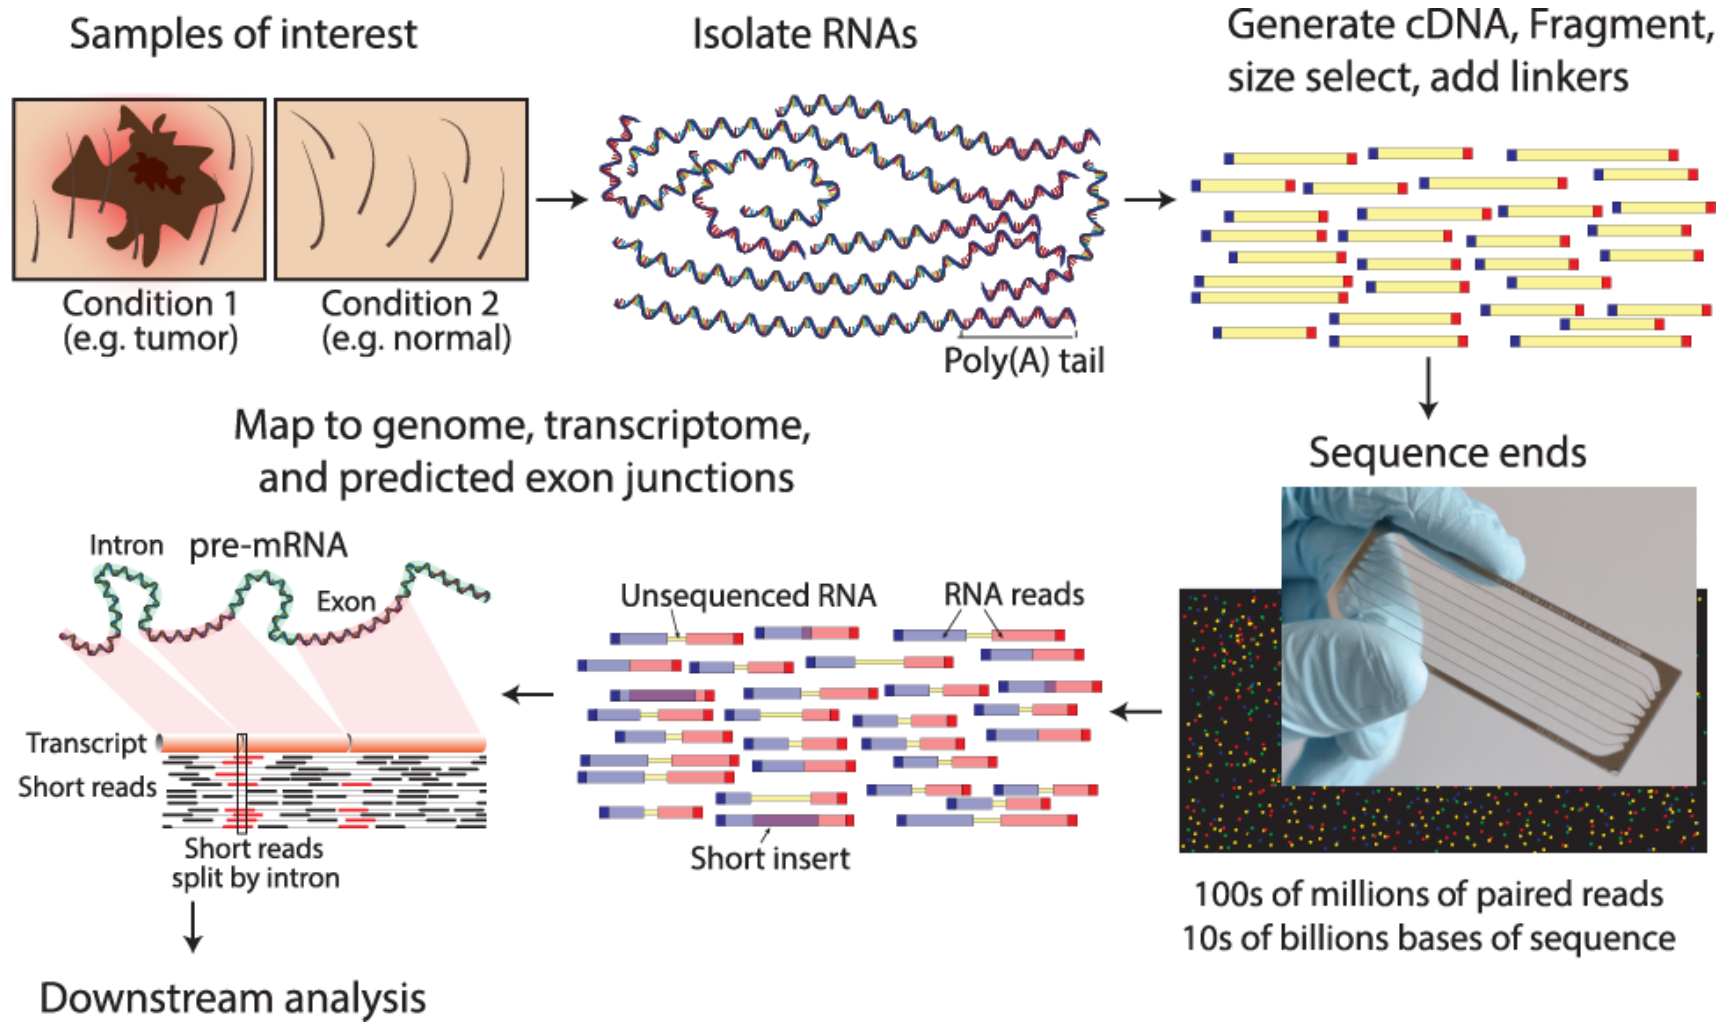 Samples of interest
Isolate RNAs
Generate cDNA, Fragment,
size select, add linkers
Condition 1
(e.g. tumor)
Condition 2
(e.g. normal)
Poly(A) tail
Sequence ends
100s of millions of paired reads
10s of billions bases of sequence
Unsequenced RNA
RNA reads
Short insert
Map to genome, transcriptome,
and predicted exon junctions
Intron
pre-mRNA
Exon
Transcript
Short reads
Short reads
split by intron
Downstream analysis